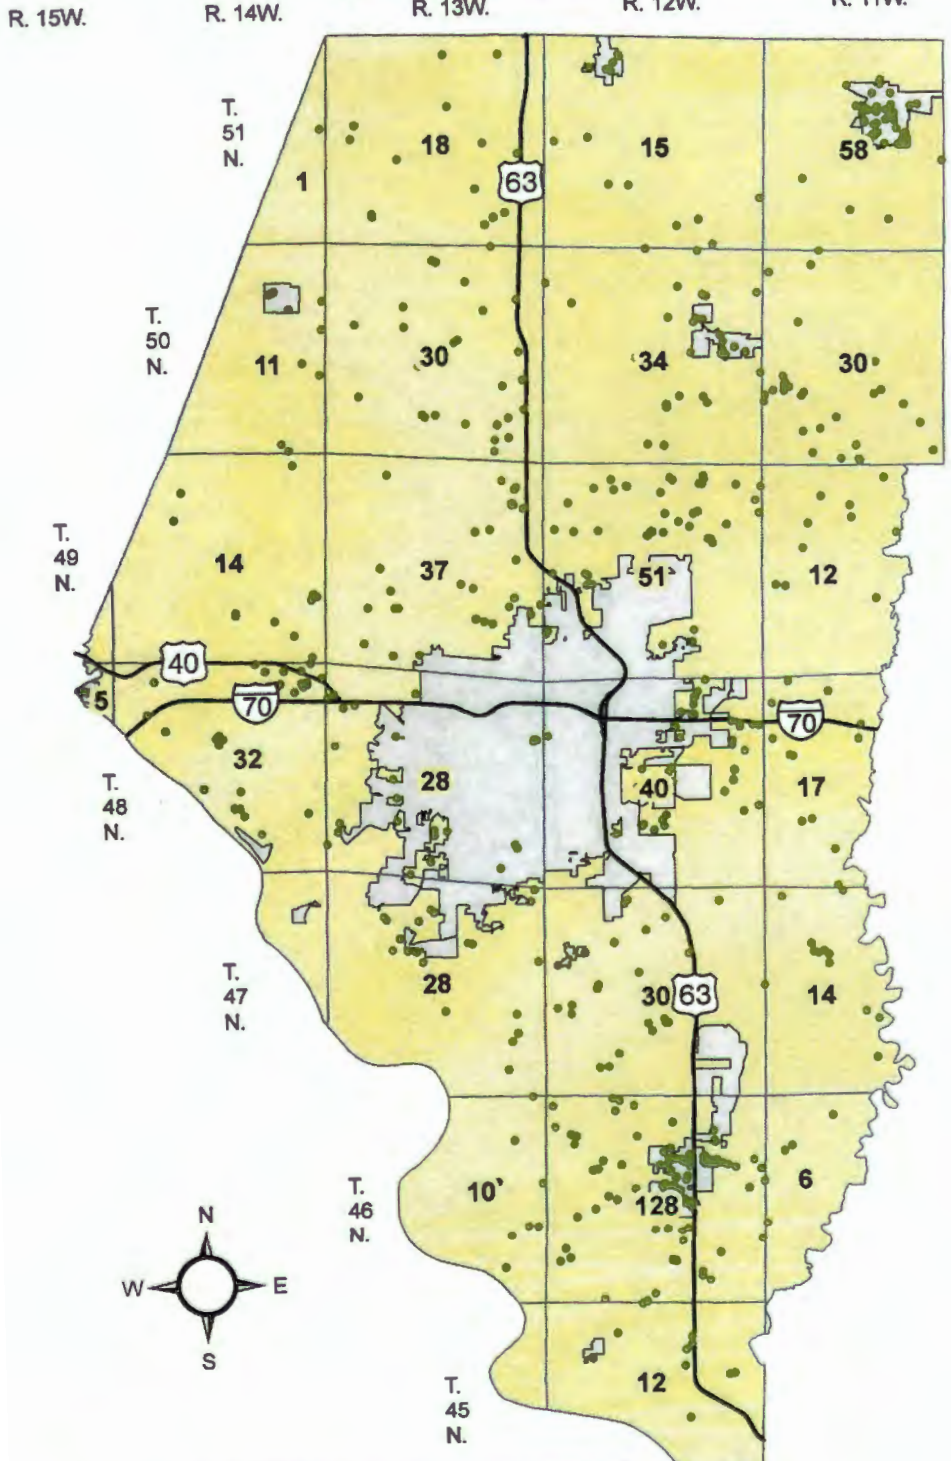 R. 15W. R. 14W. R. 13W. R. 12W. R. 11W.
T.
51
N.
1 18 15 58
63
T.
50
N.
11 30 34 30
T.
49
N.
14 37 51 12
40
5 70 70
32 28 40 17
T.
48
N.
T.
47
N.
28 30 63 14
T.
46
N.
10 128 6
N
W E
S
T.
45
N.
12